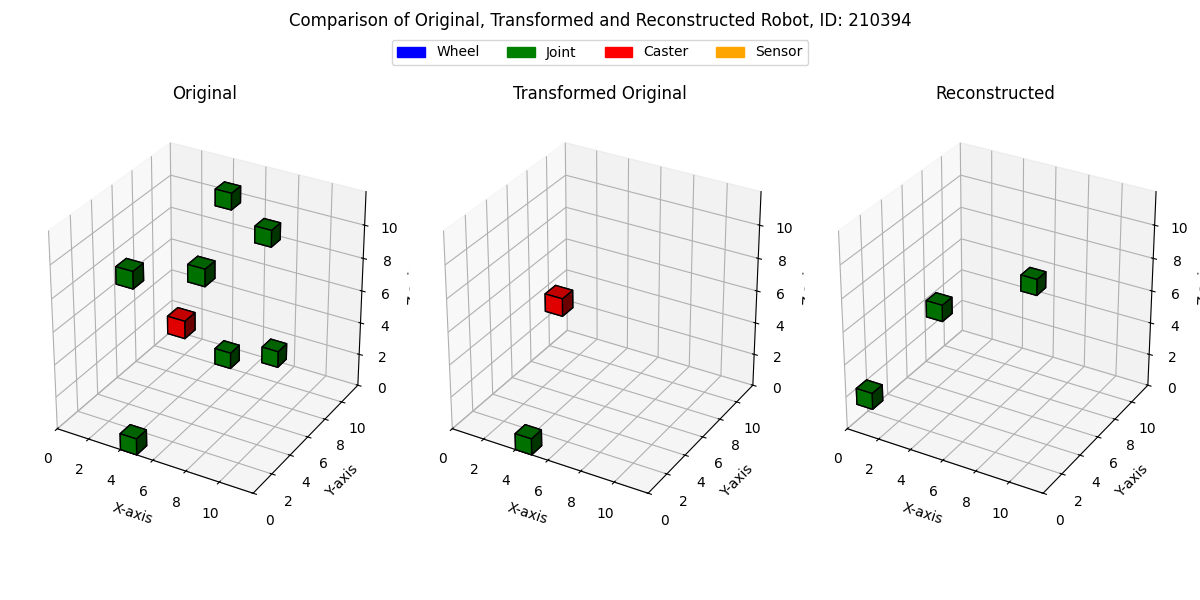 Comparison of Original, Transformed and Reconstructed Robot, ID: 210394
Wheel Joint Caster Sensor
Original
Transformed Original
Reconstructed
0 2 4 6 8 10
X-axis
0 2 4 6 8 10
Y-axis
0 2 4 6 8 10
0 2 4 6 8 10
X-axis
0 2 4 6 8 10
Y-axis
0 2 4 6 8 10
0 2 4 6 8 10
X-axis
0 2 4 6 8 10
Y-axis
0 2 4 6 8 10